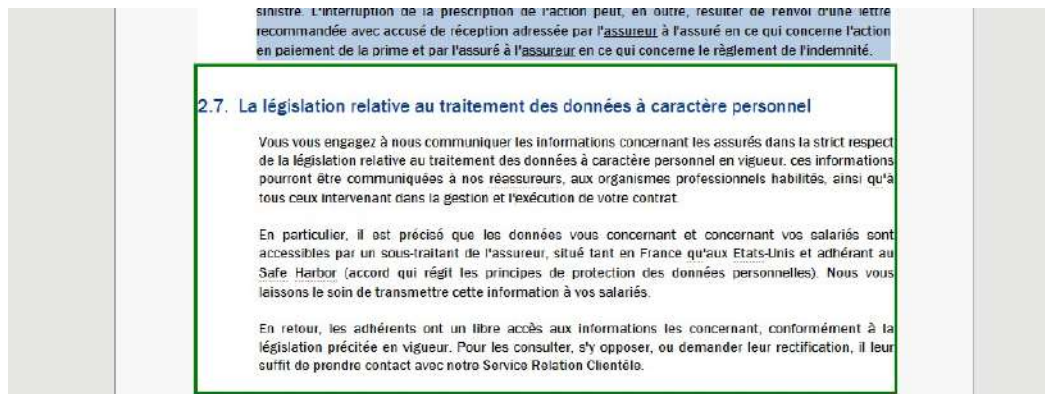 sinistre. L'interruption de la prescription de l'action peut, en outre, résulter de l'envoi d'une lettre
recommandée avec accusé de réception adressée par l'assureur à l'assuré en ce qui concerne l'action
en paiement de la prime et par l'assuré à l'assureur en ce qui concerne le règlement de l'indemnité.
2.7. La législation relative au traitement des données à caractère personnel
Vous vous engagez à nous communiquer les informations concernant les assurés dans la strict respect
de la législation relative au traitement des données à caractère personnel en vigueur. ces informations
pourront être communiquées à nos réassureurs, aux organismes professionnels habilités, ainsi qu'à
tous ceux intervenant dans la gestion et l'exécution de votre contrat.
En particulier, il est précisé que les données vous concernant et concernant vos salariés sont
accessibles par un sous-traitant de l'assureur, situé tant en France qu'aux Etats-Unis et adhérant au
Safe Harbor (accord qui régit les principes de protection des données personnelles). Nous vous
laissons le soin de transmettre cette information à vos salariés.
En retour, les adhérents ont un libre accès aux informations les concernant, conformément à la
législation précitée en vigueur. Pour les consulter, s'y opposer, ou demander leur rectification, il leur
suffit de prendre contact avec notre Service Relation Clientèle.